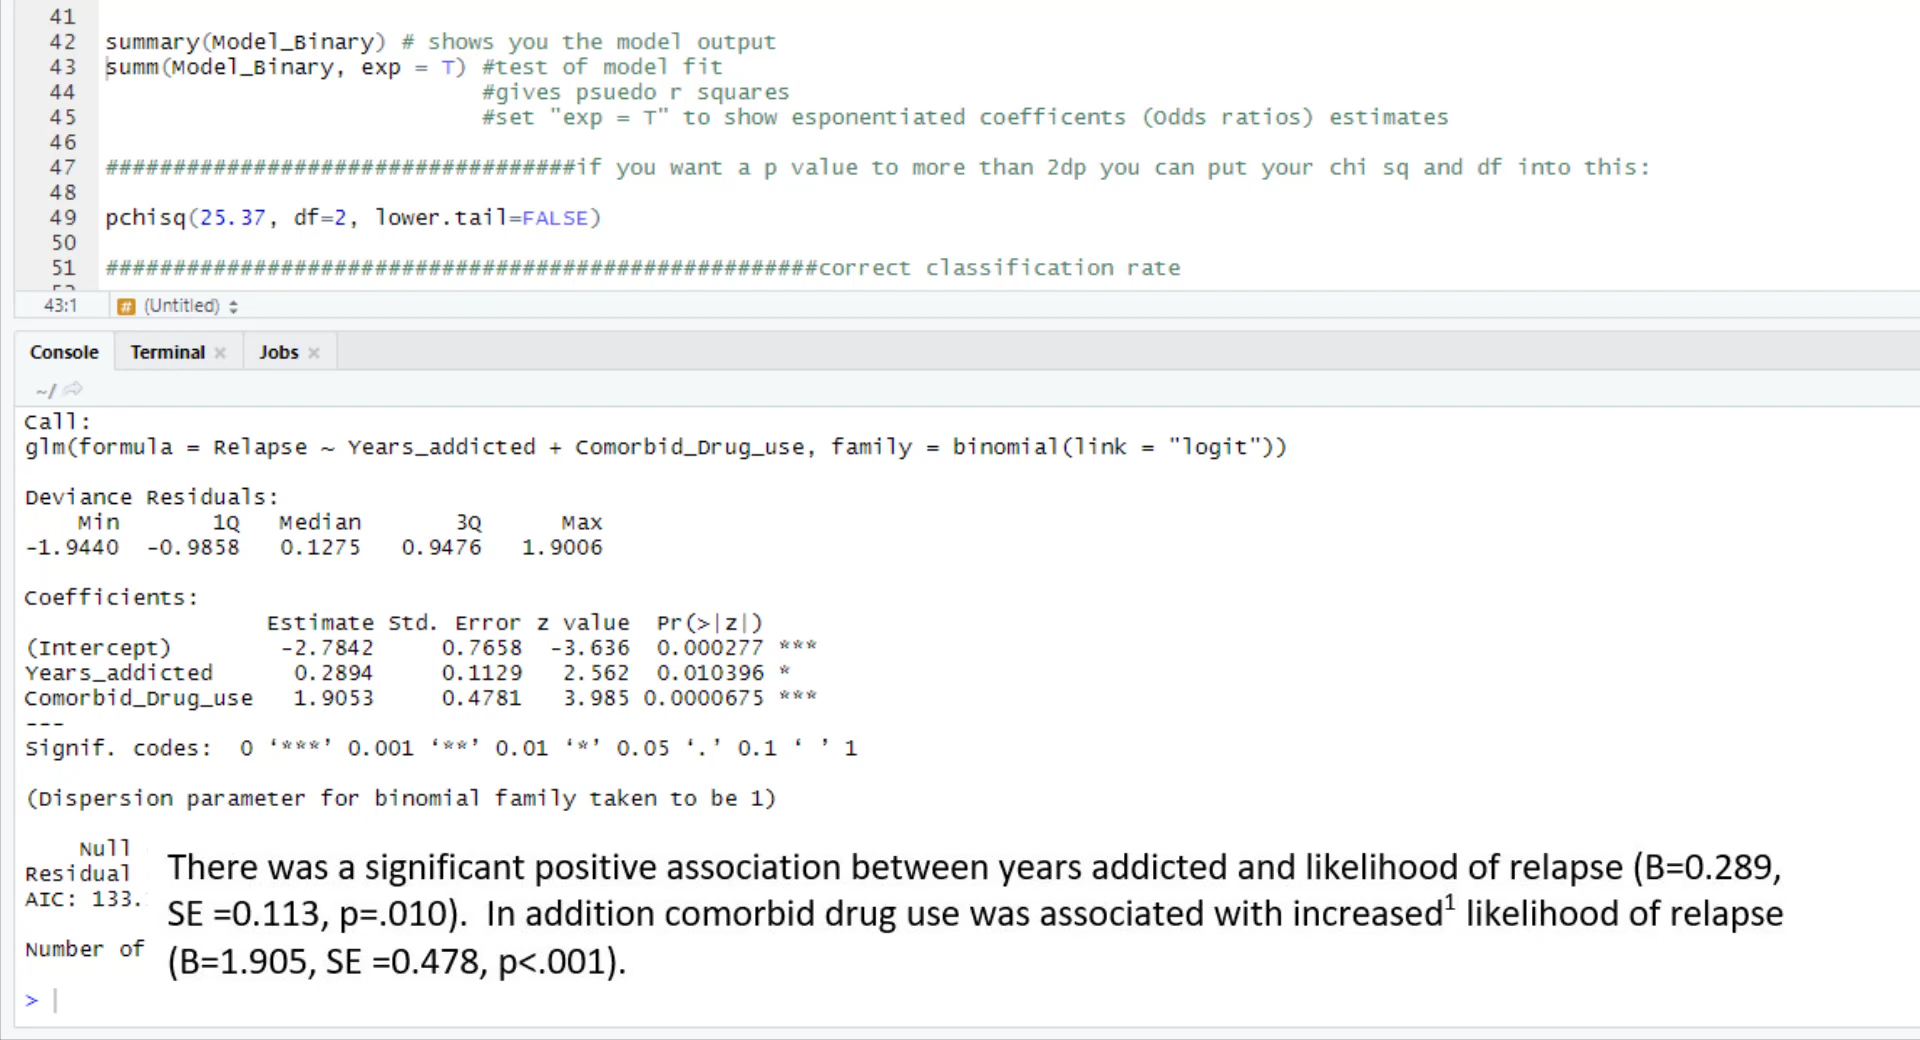 41
42 summary(Model_Binary) # shows you the model output
43 summ(Model_Binary, exp = T) #test of model fit
44 #gives psuedo r squares
45 #set "exp = T" to show esponentiated coefficents (Odds ratios) estimates
46
47 ###################################if you want a p value to more than 2dp you can put your chi sq and df into this:
48
49 pchisq(25.37, df=2, lower.tail=FALSE)
50
51 #####################################################correct classification rate
43:1 # (Untitled)
Console Terminal × Jobs ×
~/
Call:
glm(formula = Relapse ~ Years_addicted + Comorbid_Drug_use, family = binomial(link = "logit"))
Deviance Residuals:
Min 1Q Median 3Q Max
-1.9440 -0.9858 0.1275 0.9476 1.9006
Coefficients:
Estimate Std. Error z value Pr(>|z|)
(Intercept) -2.7842 0.7658 -3.636 0.000277 ***
Years_addicted 0.2894 0.1129 2.562 0.010396 *
Comorbid_Drug_use 1.9053 0.4781 3.985 0.0000675 ***
---
Signif. codes: 0 ‘***’ 0.001 ‘**’ 0.01 ‘*’ 0.05 ‘.’ 0.1 ‘ ’ 1
(Dispersion parameter for binomial family taken to be 1)
Null
Residual
AIC: 133.
Number of
There was a significant positive association between years addicted and likelihood of relapse (B=0.289,
SE =0.113, p=.010). In addition comorbid drug use was associated with increased¹ likelihood of relapse
(B=1.905, SE =0.478, p<.001).
>